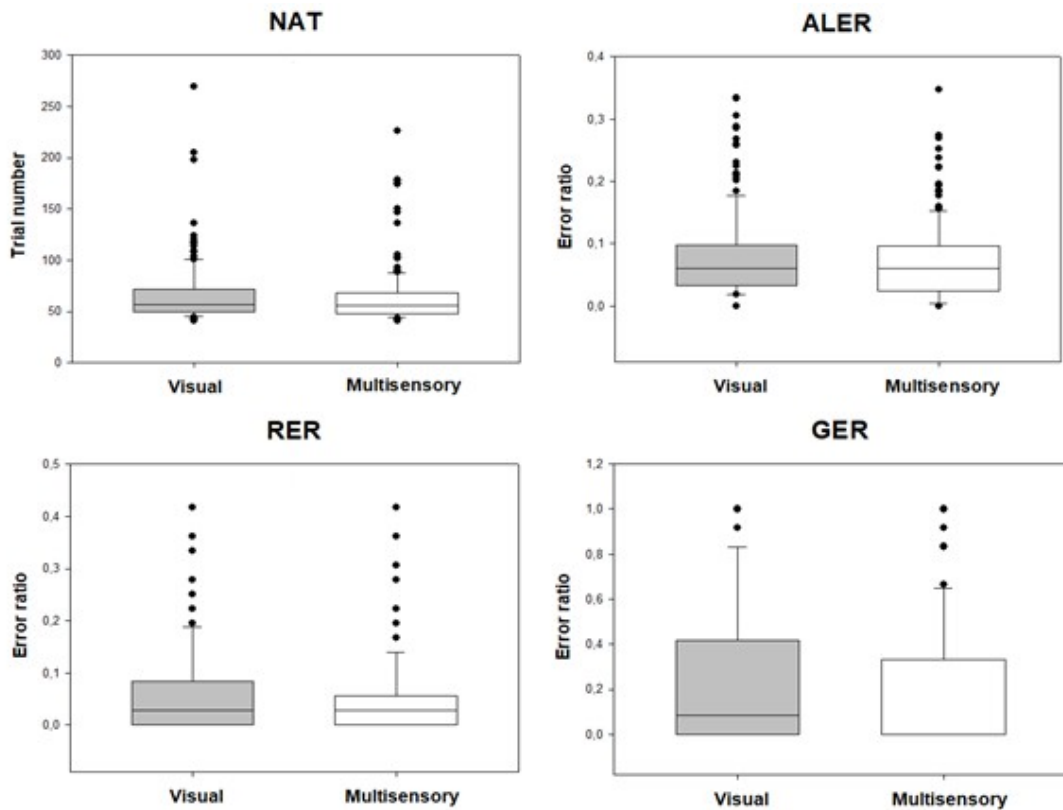 NAT
Trial number
300
250
200
150
100
50
0
Visual Multisensory
ALER
Error ratio
0,4
0,3
0,2
0,1
0,0
Visual Multisensory
RER
Error ratio
0,5
0,4
0,3
0,2
0,1
0,0
Visual Multisensory
GER
Error ratio
1,2
1,0
0,8
0,6
0,4
0,2
0,0
Visual Multisensory